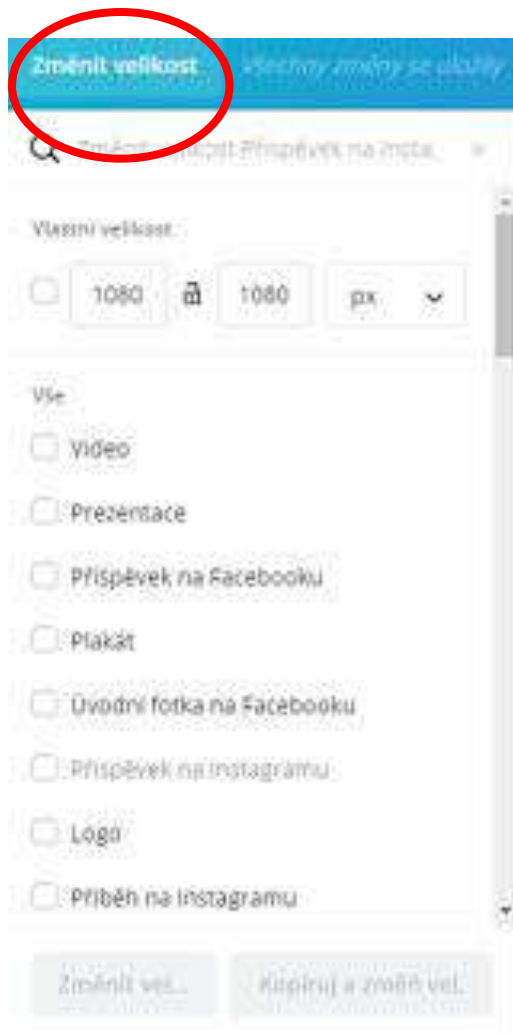 Změnit velikost Všechny změny se uložily
Změnit velikost Příspěvek na Insta
Vlastní velikost
1080 1080 px
Vše
Video
Prezentace
Příspěvek na Facebooku
Plakát
Úvodní fotka na Facebooku
Příspěvek na Instagramu
Logo
Příběh na Instagramu
Změnit vel... Kopíruj a změň vel.